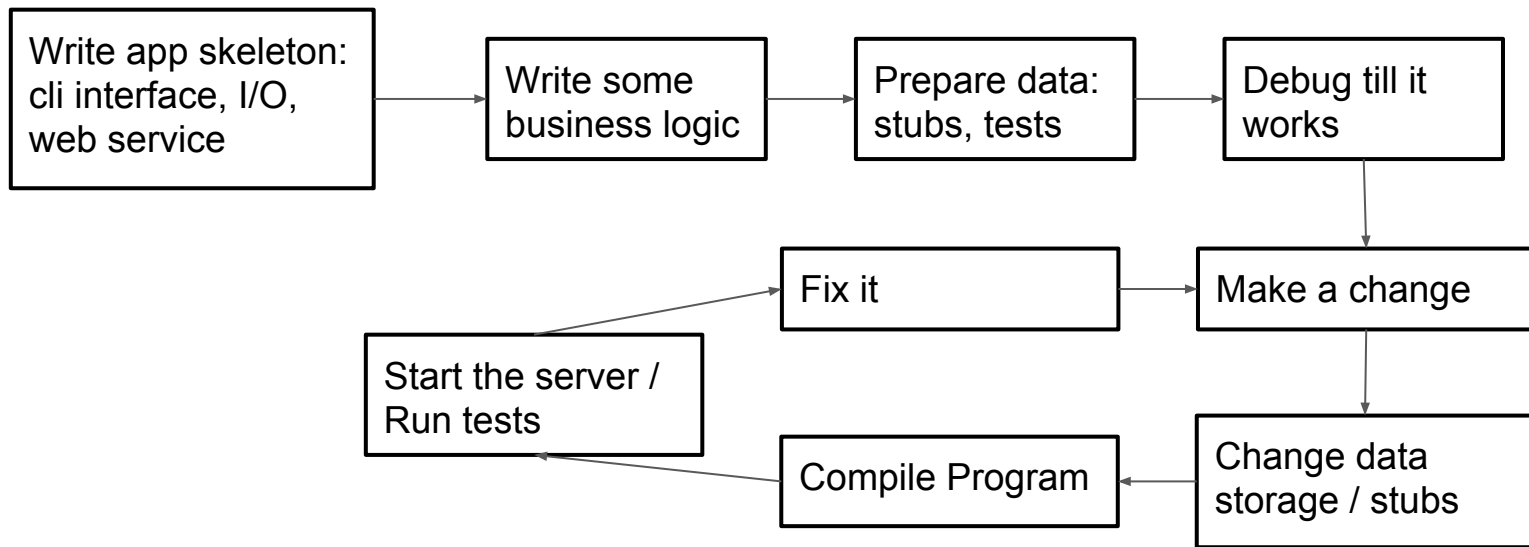 Write app skeleton:
cli interface, I/O,
web service
Write some
business logic
Prepare data:
stubs, tests
Debug till it
works
Fix it
Make a change
Start the server /
Run tests
Compile Program
Change data
storage / stubs